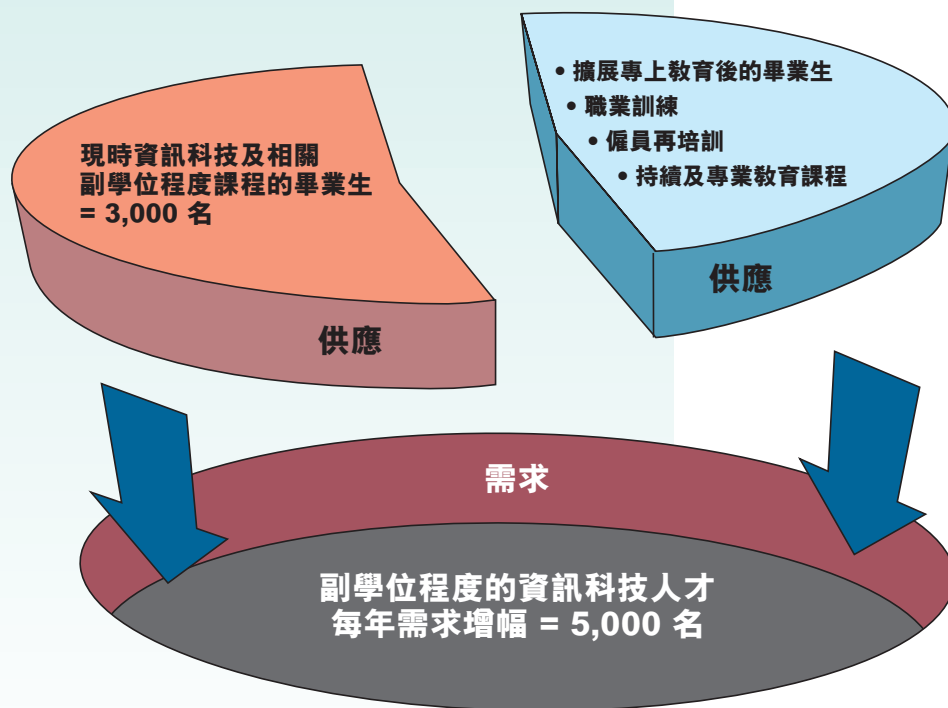 現時資訊科技及相關
副學位程度課程的畢業生
= 3,000 名
供應
• 擴展專上教育後的畢業生
• 職業訓練
• 僱員再培訓
• 持續及專業教育課程
供應
需求
副學位程度的資訊科技人才
每年需求增幅 = 5,000 名